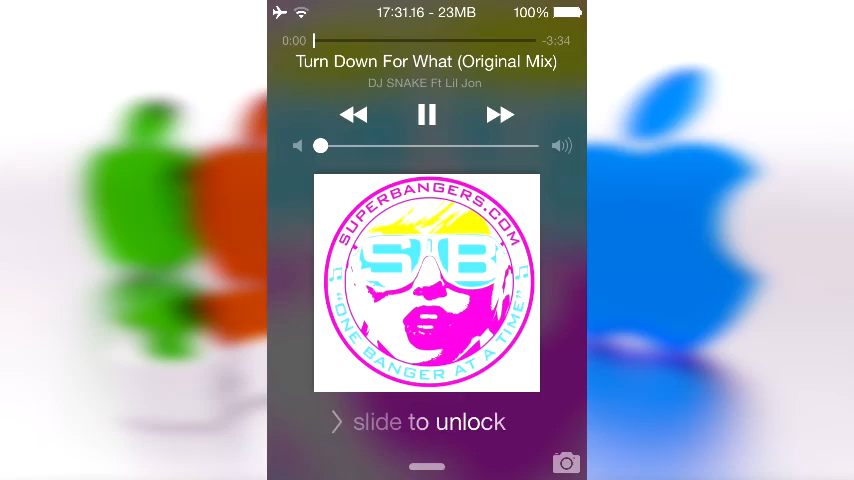 17:31.16 - 23MB
100%
0:00
-3:34
Turn Down For What (Original Mix)
DJ SNAKE Ft Lil Jon
SUPERBANGERS.COM
SB
"ONE BANGER AT A TIME"
slide to unlock